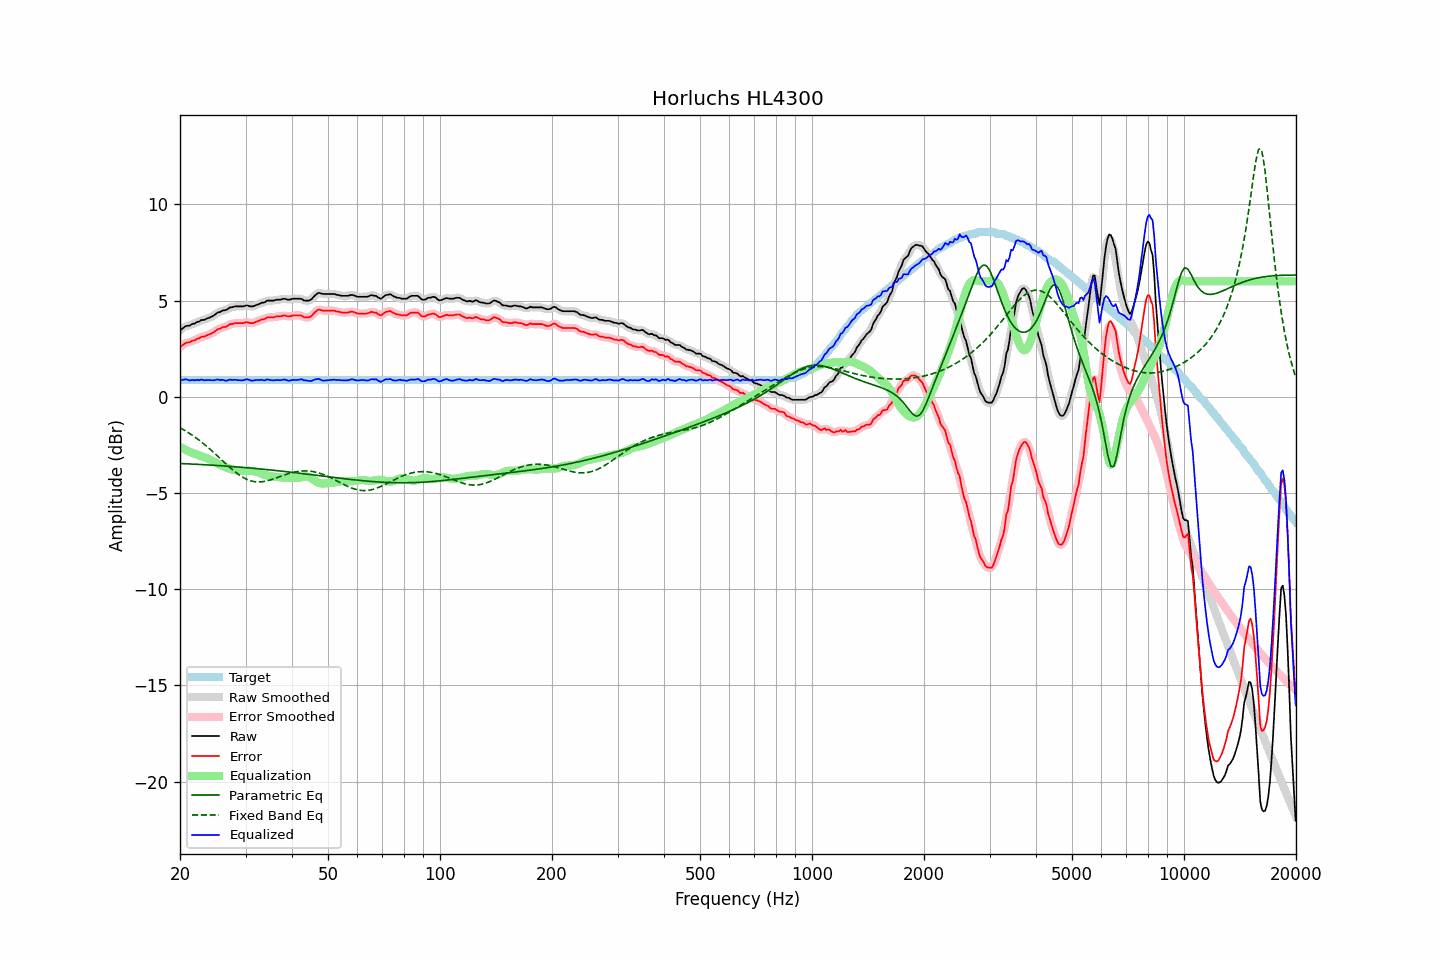 Horluchs HL4300
Amplitude (dBr)
10
5
0
−5
−10
−15
−20
Target
Raw Smoothed
Error Smoothed
Raw
Error
Equalization
Parametric Eq
Fixed Band Eq
Equalized
20 50 100 200 500 1000 2000 5000 10000 20000
Frequency (Hz)